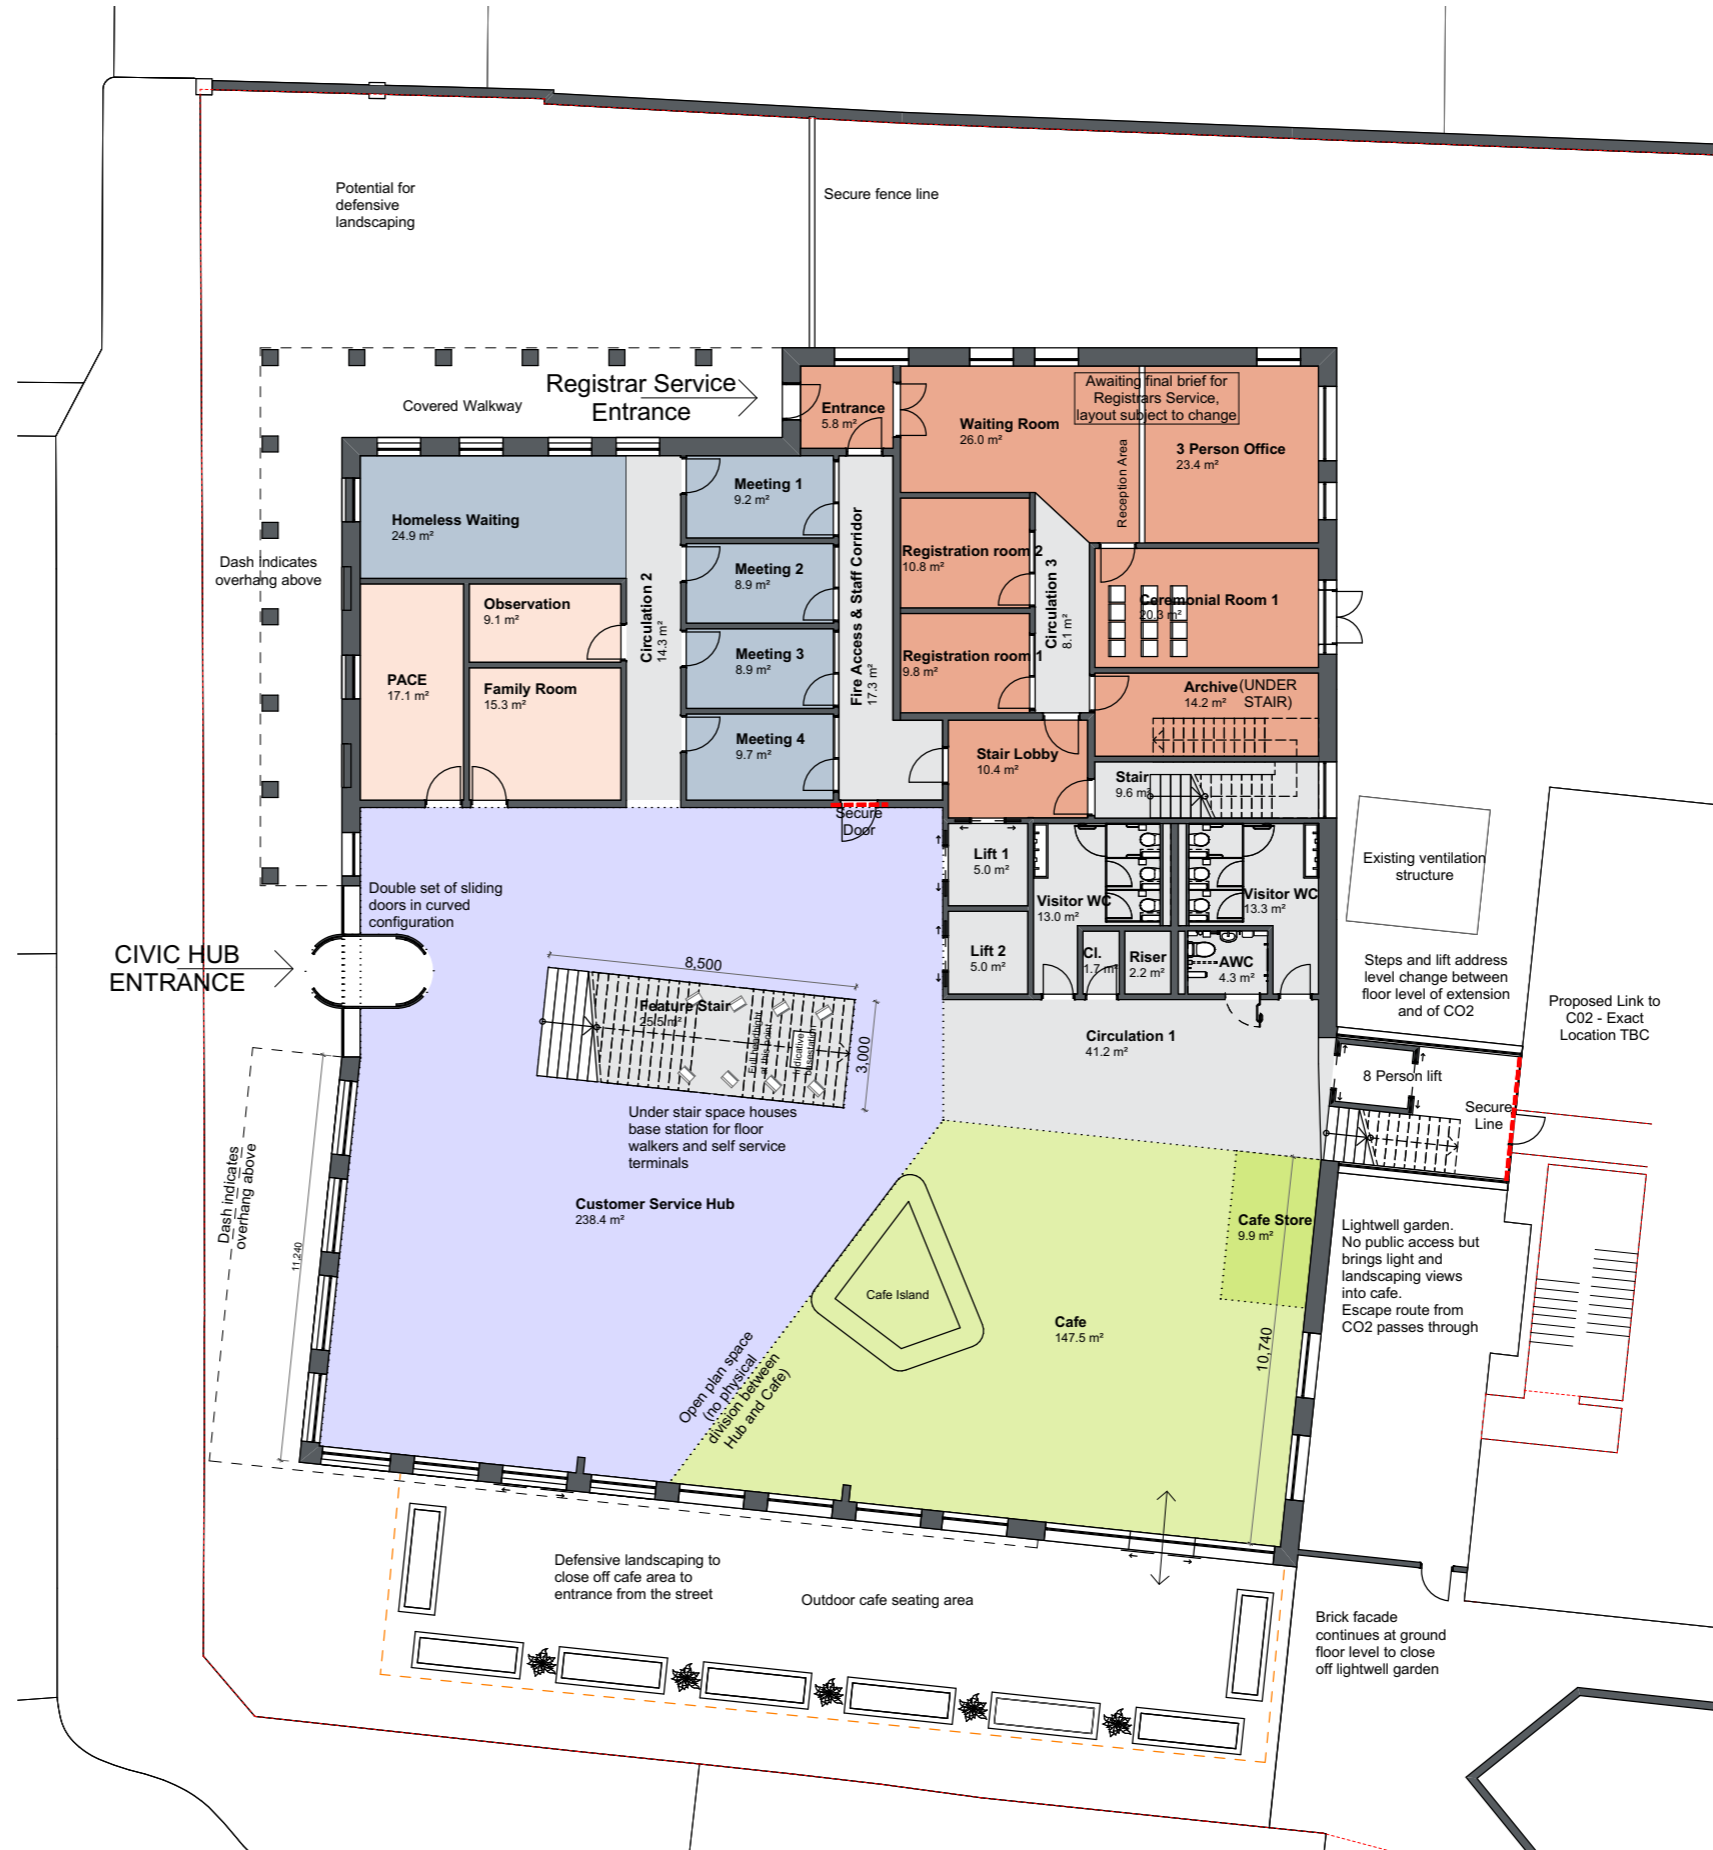 Potential for
defensive
landscaping
Secure fence line
Registrar Service
Entrance
Covered Walkway
Entrance
5.8 m²
Waiting Room
26.0 m²
Awaiting final brief for
Registrars Service,
layout subject to change
Reception Area
3 Person Office
23.4 m²
Homeless Waiting
24.9 m²
Meeting 1
9.2 m²
Meeting 2
8.9 m²
Meeting 3
8.9 m²
Meeting 4
9.7 m²
Fire Access & Staff Corridor
17.3 m²
Registration room 2
10.8 m²
Registration room 1
9.8 m²
Circulation 3
8.1 m²
Ceremonial Room 1
20.3 m²
Dash indicates
overhang above
Observation
9.1 m²
Circulation 2
14.3 m²
PACE
17.1 m²
Family Room
15.3 m²
Archive (UNDER
STAIR)
14.2 m²
Stair Lobby
10.4 m²
Stair
9.6 m²
Secure
Door
Lift 1
5.0 m²
Lift 2
5.0 m²
Visitor WC
13.0 m²
Visitor WC
13.3 m²
Cl.
1.7 m²
Riser
2.2 m²
AWC
4.3 m²
Existing ventilation
structure
Steps and lift address
level change between
floor level of extension
and of CO2
Proposed Link to
C02 - Exact
Location TBC
Double set of sliding
doors in curved
configuration
CIVIC HUB
ENTRANCE
8,500
Feature Stair
25.5 m²
Full headhight
at this point
Indicative
basestation
3,000
Circulation 1
41.2 m²
8 Person lift
Secure
Line
Under stair space houses
base station for floor
walkers and self service
terminals
Customer Service Hub
238.4 m²
Dash indicates
overhang above
11,240
Cafe Store
9.9 m²
Lightwell garden.
No public access but
brings light and
landscaping views
into cafe.
Escape route from
CO2 passes through
Cafe Island
Cafe
147.5 m²
10,740
Open plan space
(no physical
division between
Hub and Cafe)
Defensive landscaping to
close off cafe area to
entrance from the street
Outdoor cafe seating area
Brick facade
continues at ground
floor level to close
off lightwell garden